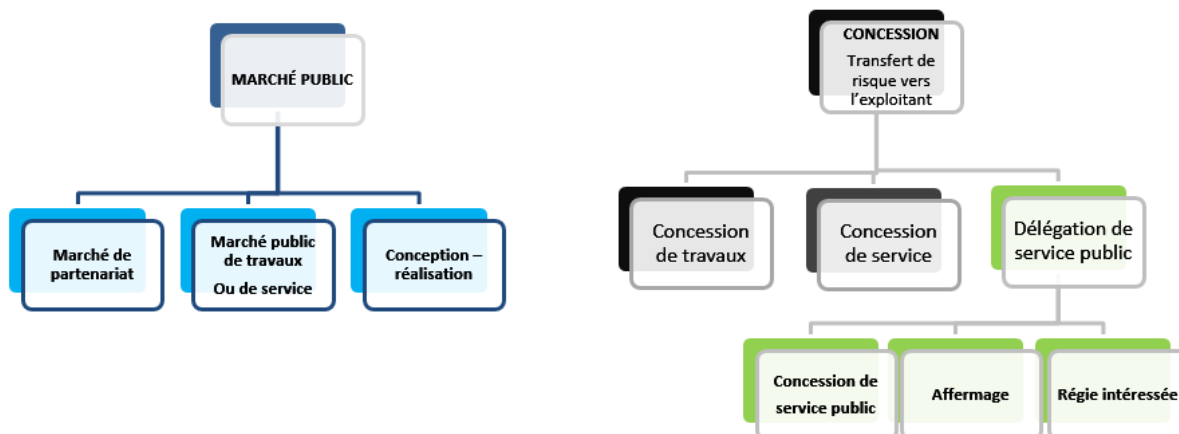 MARCHÉ PUBLIC
Marché de
partenariat
Marché public
de travaux
Ou de service
Conception –
réalisation
CONCESSION
Transfert de
risque vers
l'exploitant
Concession
de travaux
Concession
de service
Délégation de
service public
Concession de
service public
Affermage
Régie intéressée